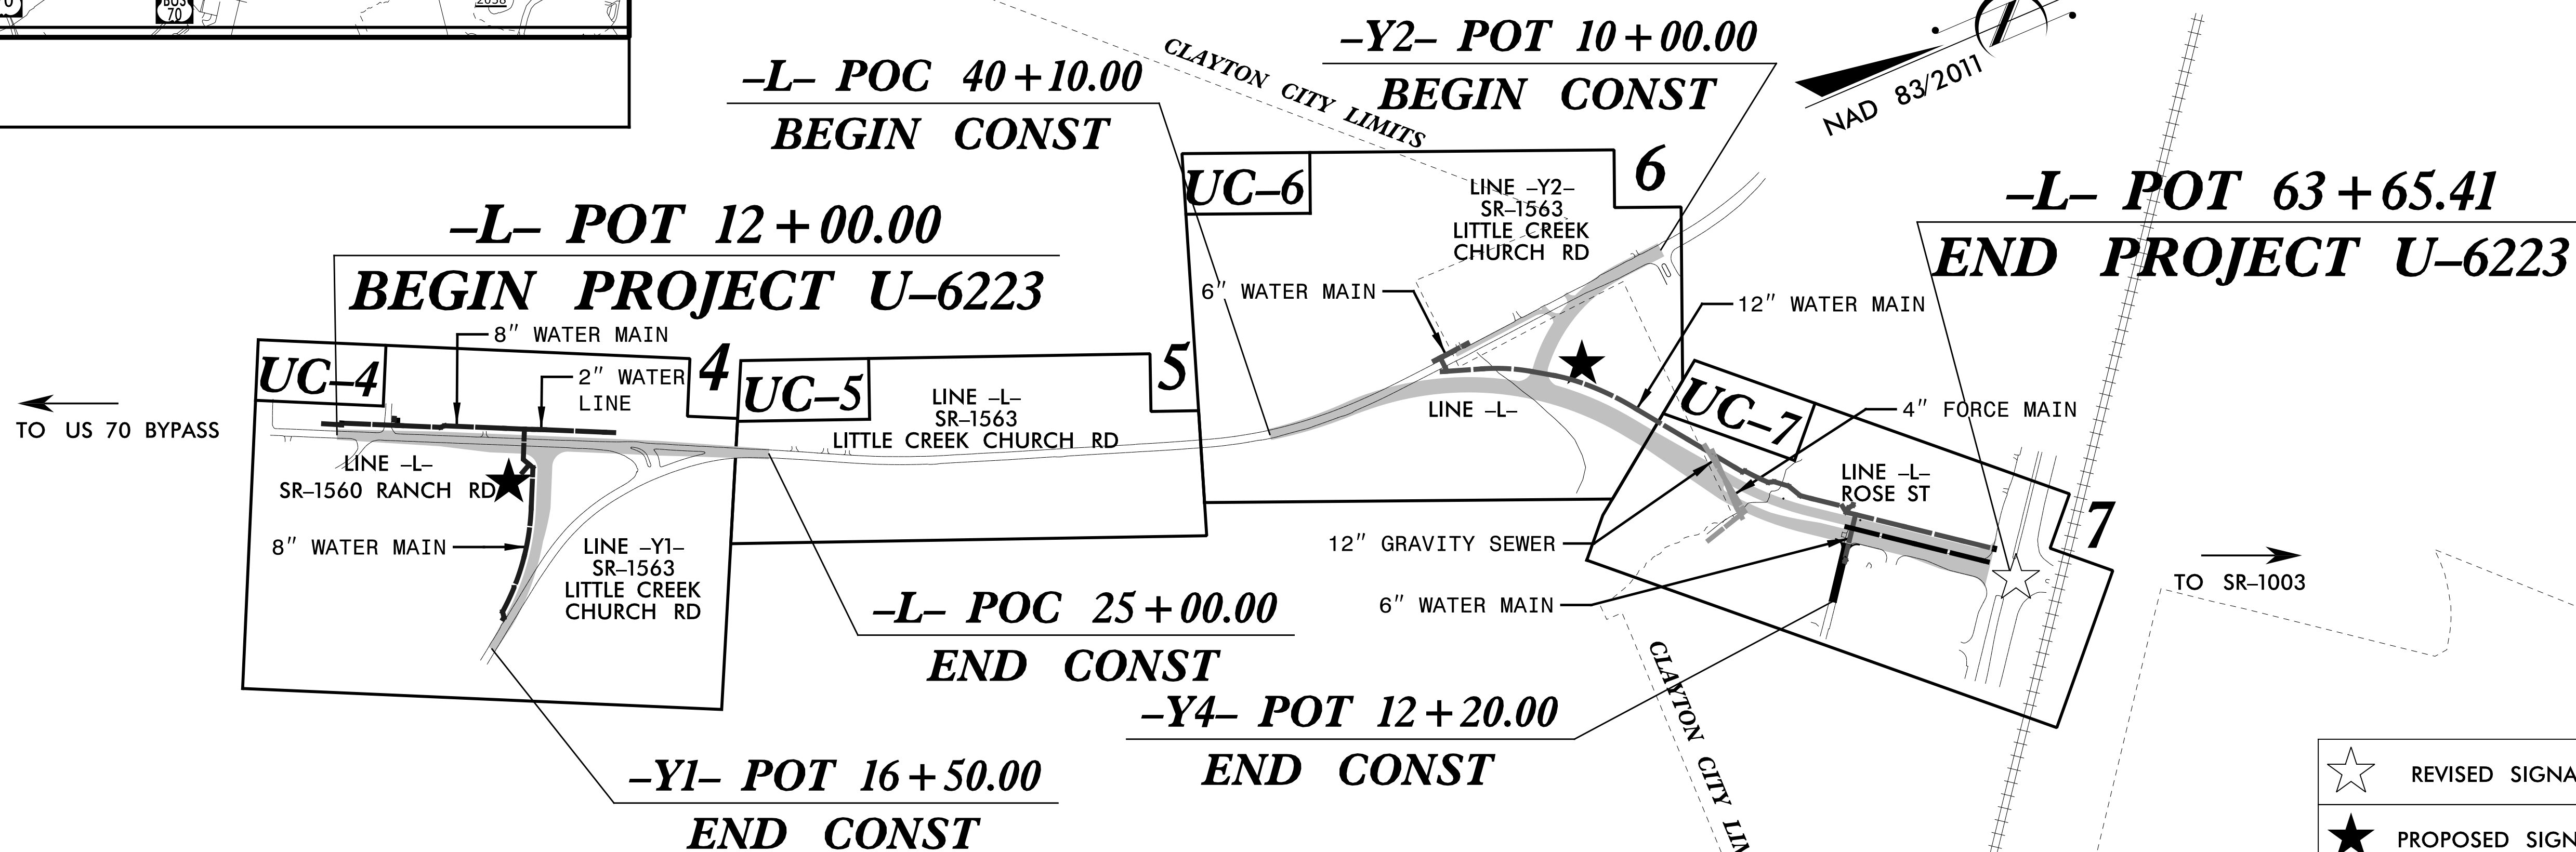 BUS
70
2038
–Y2– POT 10+00.00
BEGIN CONST
–L– POC 40+10.00
BEGIN CONST
CLAYTON CITY LIMITS
NAD 83/2011
–L– POT 63+65.41
END PROJECT U–6223
–L– POT 12+00.00
BEGIN PROJECT U–6223
UC–6
6
LINE –Y2–
SR–1563
LITTLE CREEK
CHURCH RD
6" WATER MAIN
12" WATER MAIN
8" WATER MAIN
UC–4
4
2" WATER
LINE
UC–5
5
LINE –L–
SR–1563
LITTLE CREEK CHURCH RD
LINE –L–
UC–7
4" FORCE MAIN
TO US 70 BYPASS
LINE –L–
SR–1560 RANCH RD
LINE –L–
ROSE ST
7
8" WATER MAIN
LINE –Y1–
SR–1563
LITTLE CREEK
CHURCH RD
12" GRAVITY SEWER
6" WATER MAIN
TO SR–1003
–L– POC 25+00.00
END CONST
–Y4– POT 12+20.00
END CONST
CLAYTON CITY LIM
–Y1– POT 16+50.00
END CONST
REVISED SIGNA
PROPOSED SIGN